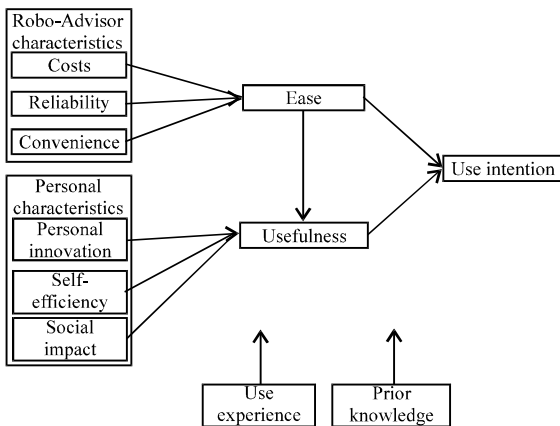 Robo-Advisor
characteristics
Costs
Reliability
Convenience
Personal
characteristics
Personal
innovation
Self-
efficiency
Social
impact
Ease
Usefulness
Use intention
Use
experience
Prior
knowledge